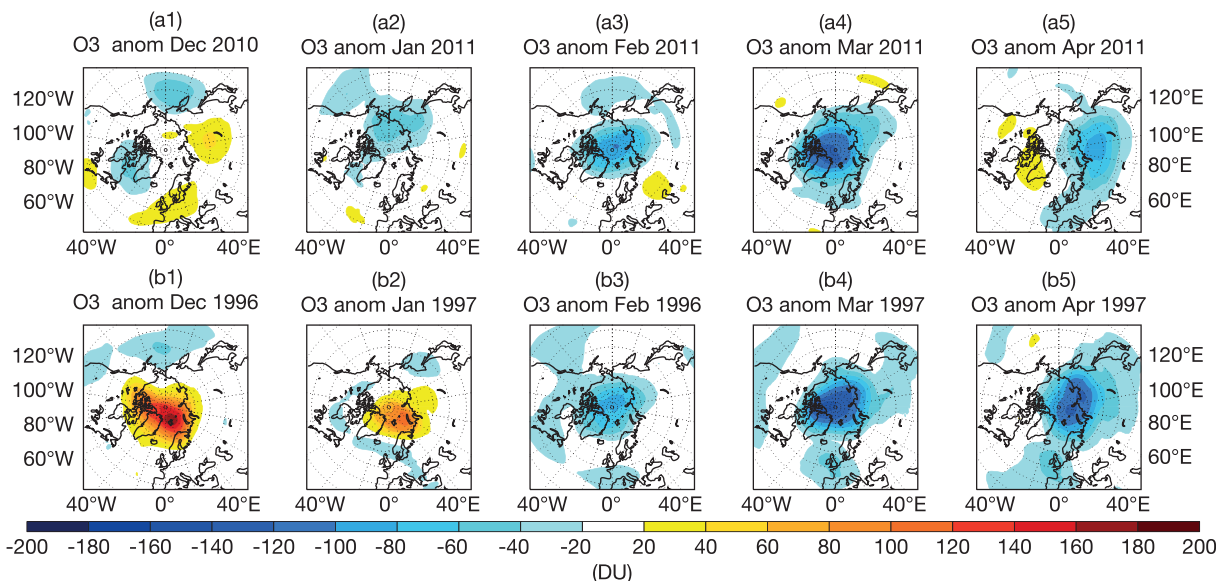 (a1) (a2) (a3) (a4) (a5)
O3 anom Dec 2010 O3 anom Jan 2011 O3 anom Feb 2011 O3 anom Mar 2011 O3 anom Apr 2011
120°W 120°E
100°W 100°E
80°W 80°E
60°W 60°E
40°W 0° 40°E 40°W 0° 40°E 40°W 0° 40°E 40°W 0° 40°E 40°W 0° 40°E
(b1) (b2) (b3) (b4) (b5)
O3 anom Dec 1996 O3 anom Jan 1997 O3 anom Feb 1996 O3 anom Mar 1997 O3 anom Apr 1997
120°W 120°E
100°W 100°E
80°W 80°E
60°W 60°E
40°W 0° 40°E 40°W 0° 40°E 40°W 0° 40°E 40°W 0° 40°E 40°W 0° 40°E
-200 -180 -160 -140 -120 -100 -80 -60 -40 -20 20 40 60 80 100 120 140 160 180 200
(DU)